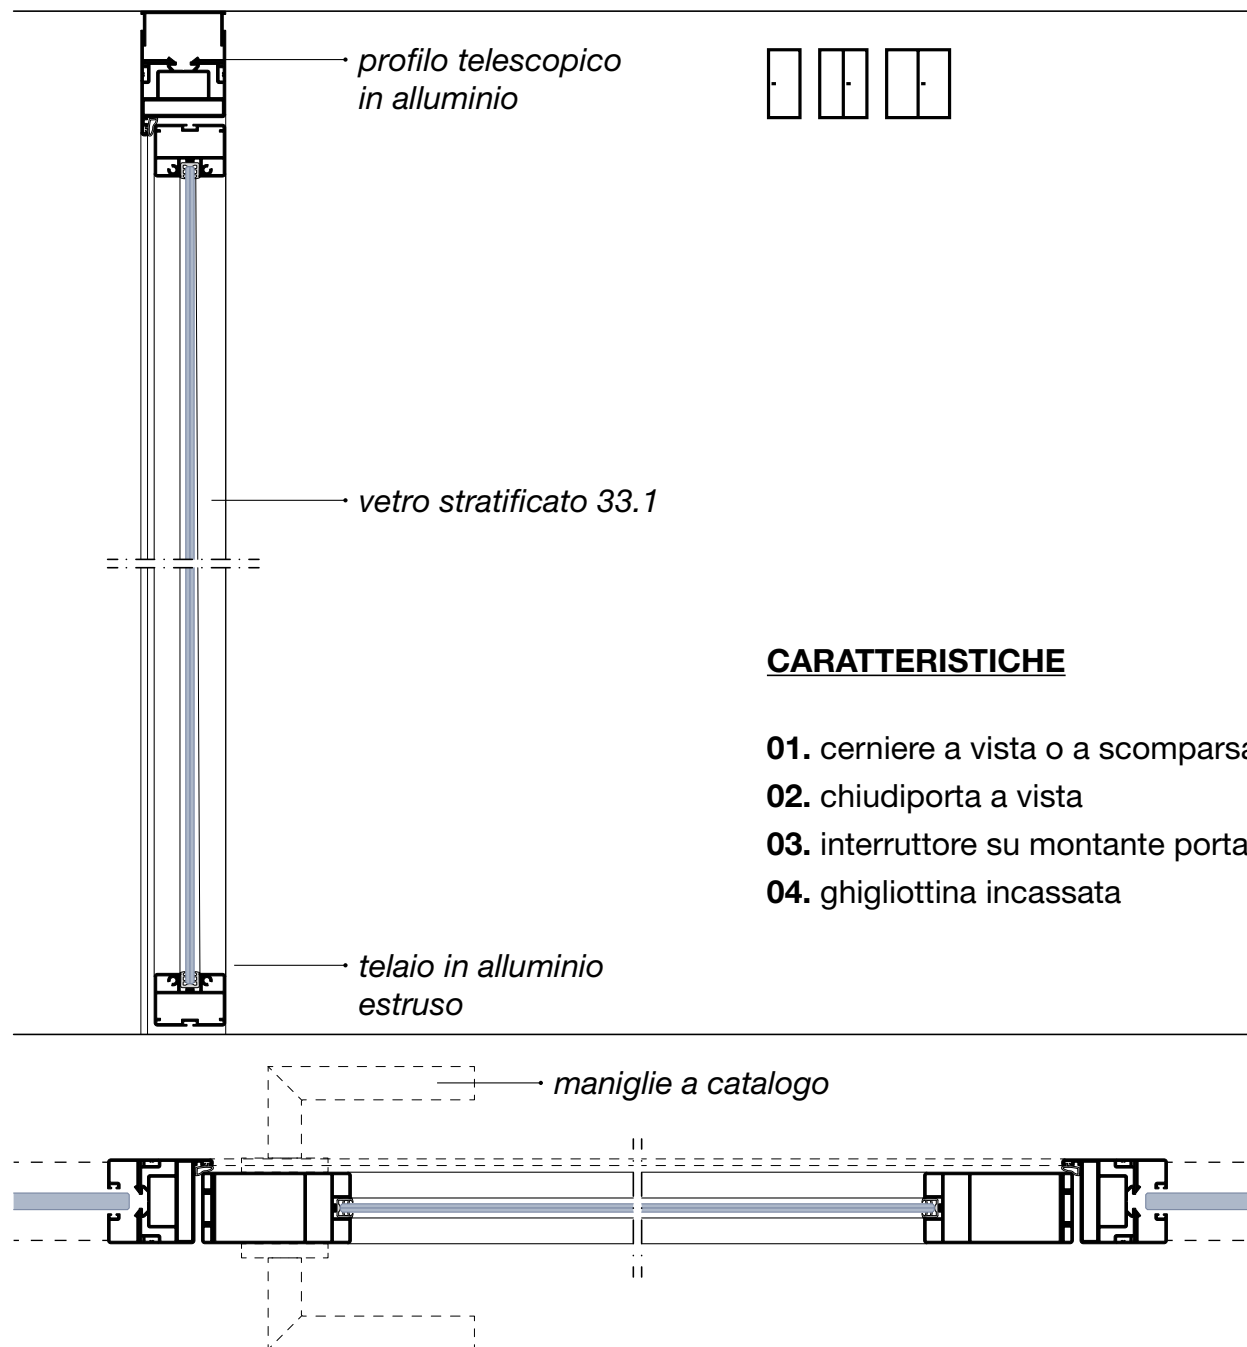 profilo telescopico
in alluminio
vetro stratificato 33.1
CARATTERISTICHE
01. cerniere a vista o a scomparsa
02. chiudiporta a vista
03. interruttore su montante porta
04. ghigliottina incassata
telaio in alluminio
estruso
maniglie a catalogo